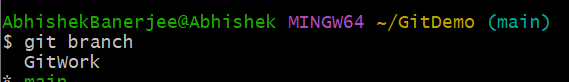 AbhishekBanerjee@Abhishek MINGW64 ~/GitDemo (main)
$ git branch
  GitWork
* main